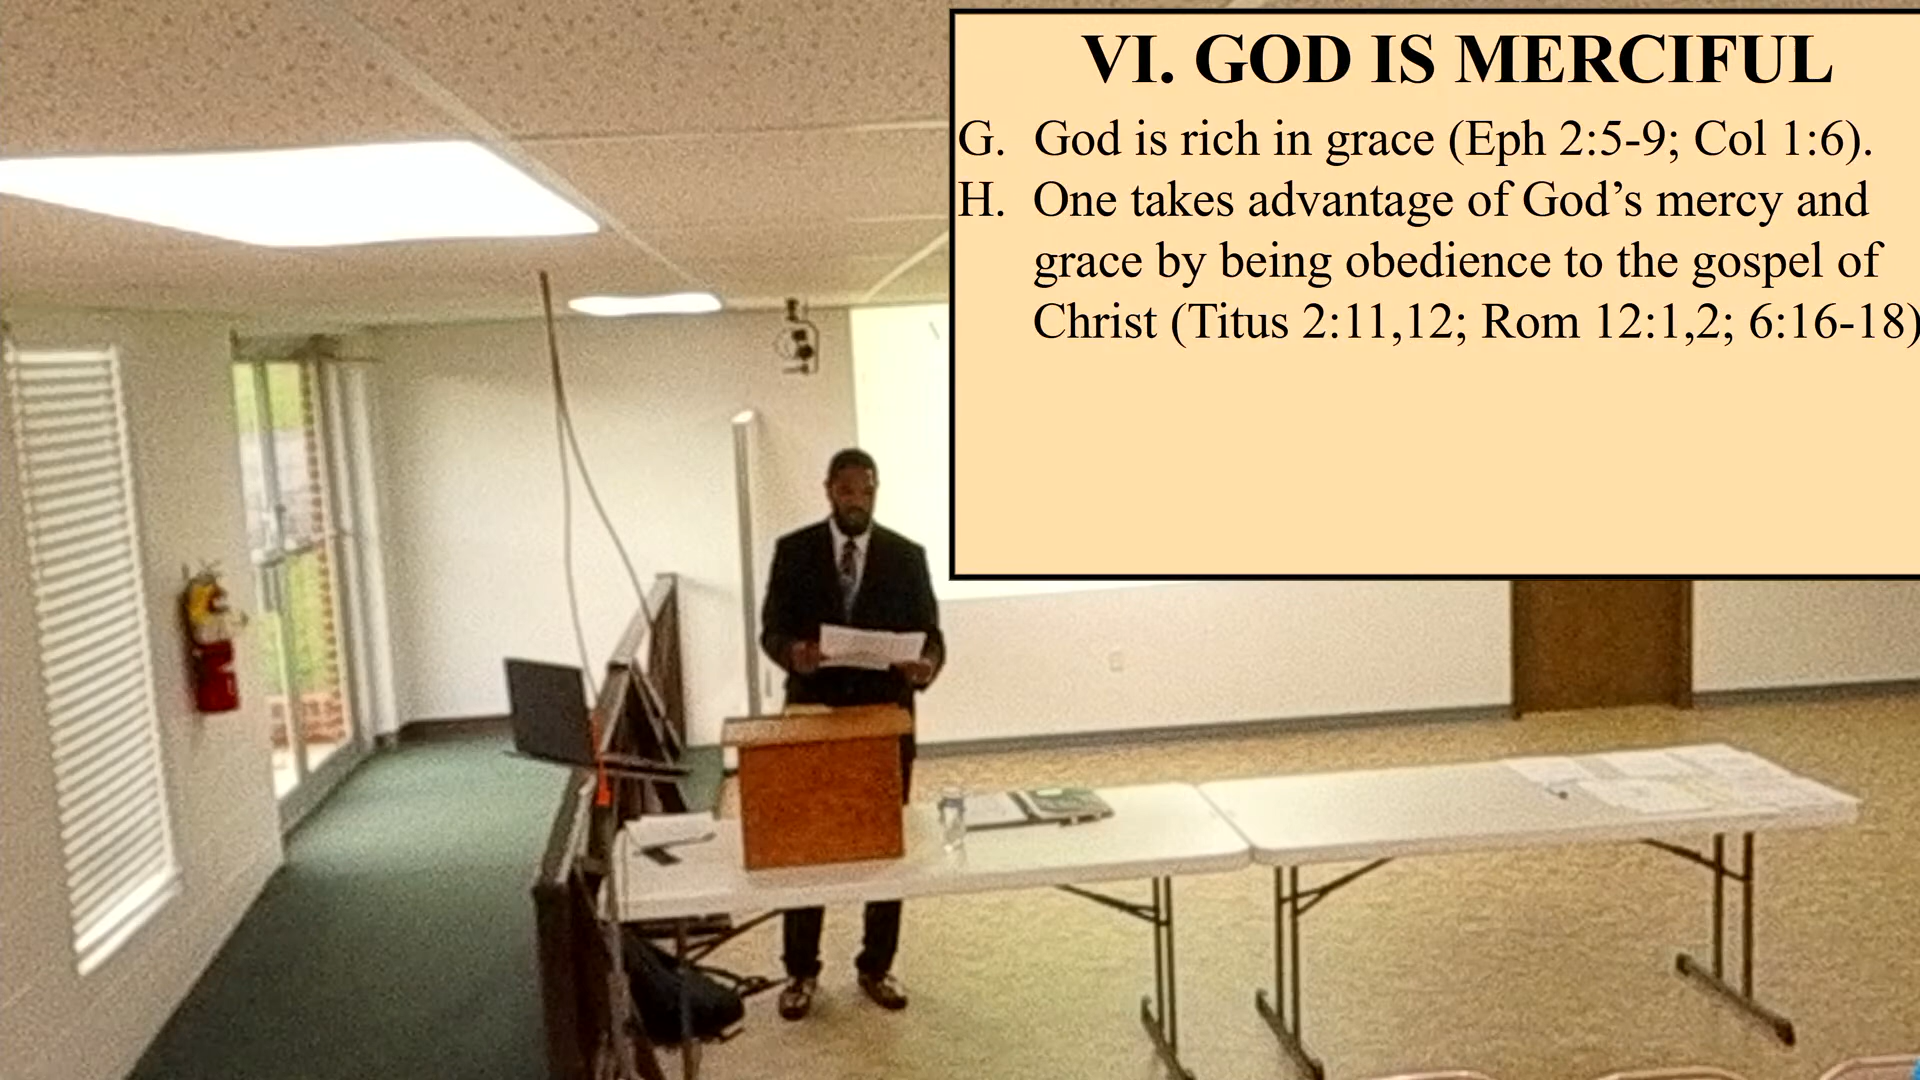 VI. GOD IS MERCIFUL
G. God is rich in grace (Eph 2:5-9; Col 1:6).
H. One takes advantage of God’s mercy and
grace by being obedience to the gospel of
Christ (Titus 2:11,12; Rom 12:1,2; 6:16-18)